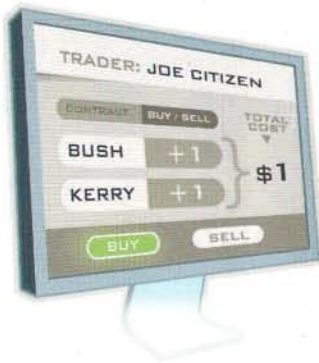 TRADER: JOE CITIZEN
CONTRACT BUY / SELL
TOTAL
COST
BUSH +1
$1
KERRY +1
BUY SELL